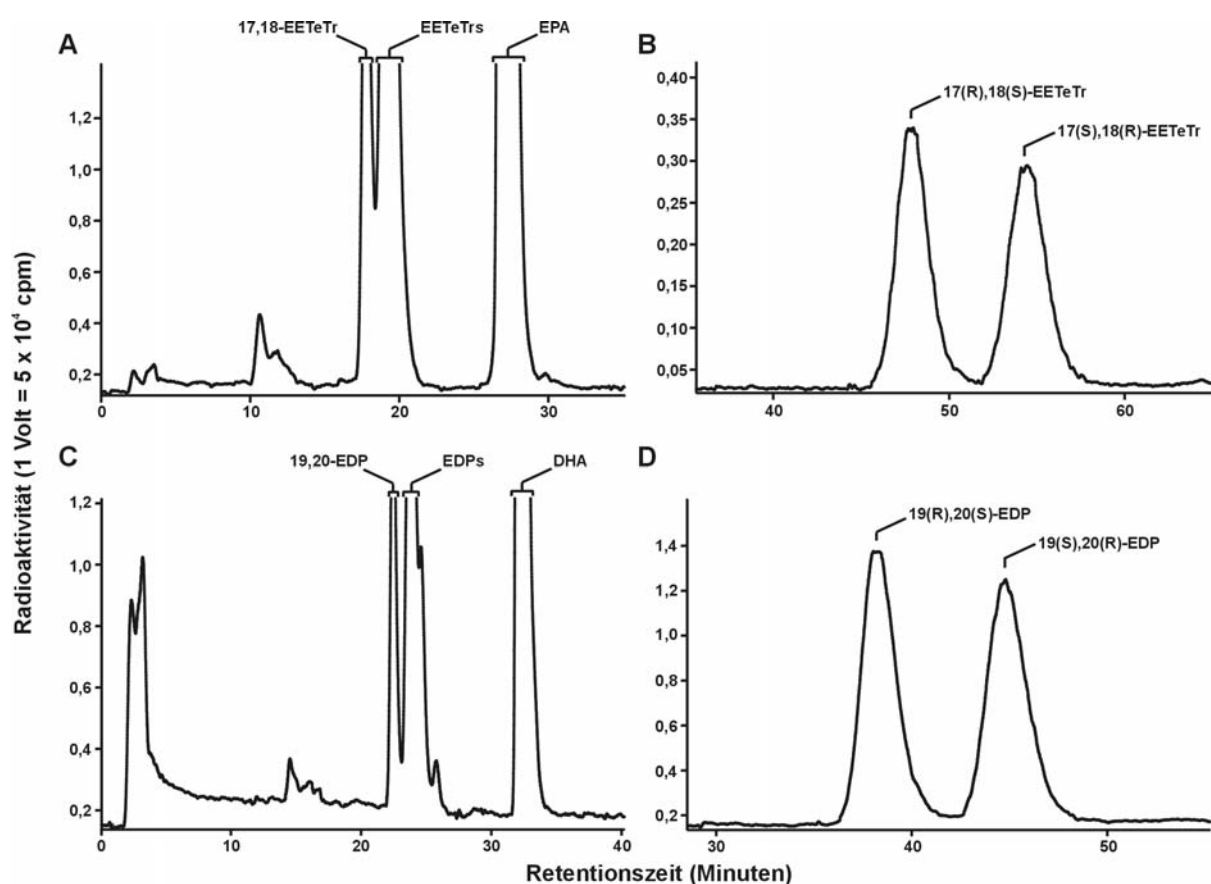 A
17,18-EETeTr EETeTrs EPA
1,2
1,0
0,8
0,6
0,4
0,2
0 10 20 30
B
0,40
0,35
0,30
0,25
0,20
0,15
0,10
0,05
17(R),18(S)-EETeTr
17(S),18(R)-EETeTr
40 50 60
Radioaktivität (1 Volt = 5 x 10⁴ cpm)
C
19,20-EDP EDPs DHA
1,2
1,0
0,8
0,6
0,4
0,2
0 10 20 30 40
D
1,4
1,2
1,0
0,8
0,6
0,4
0,2
19(R),20(S)-EDP
19(S),20(R)-EDP
30 40 50
Retentionszeit (Minuten)